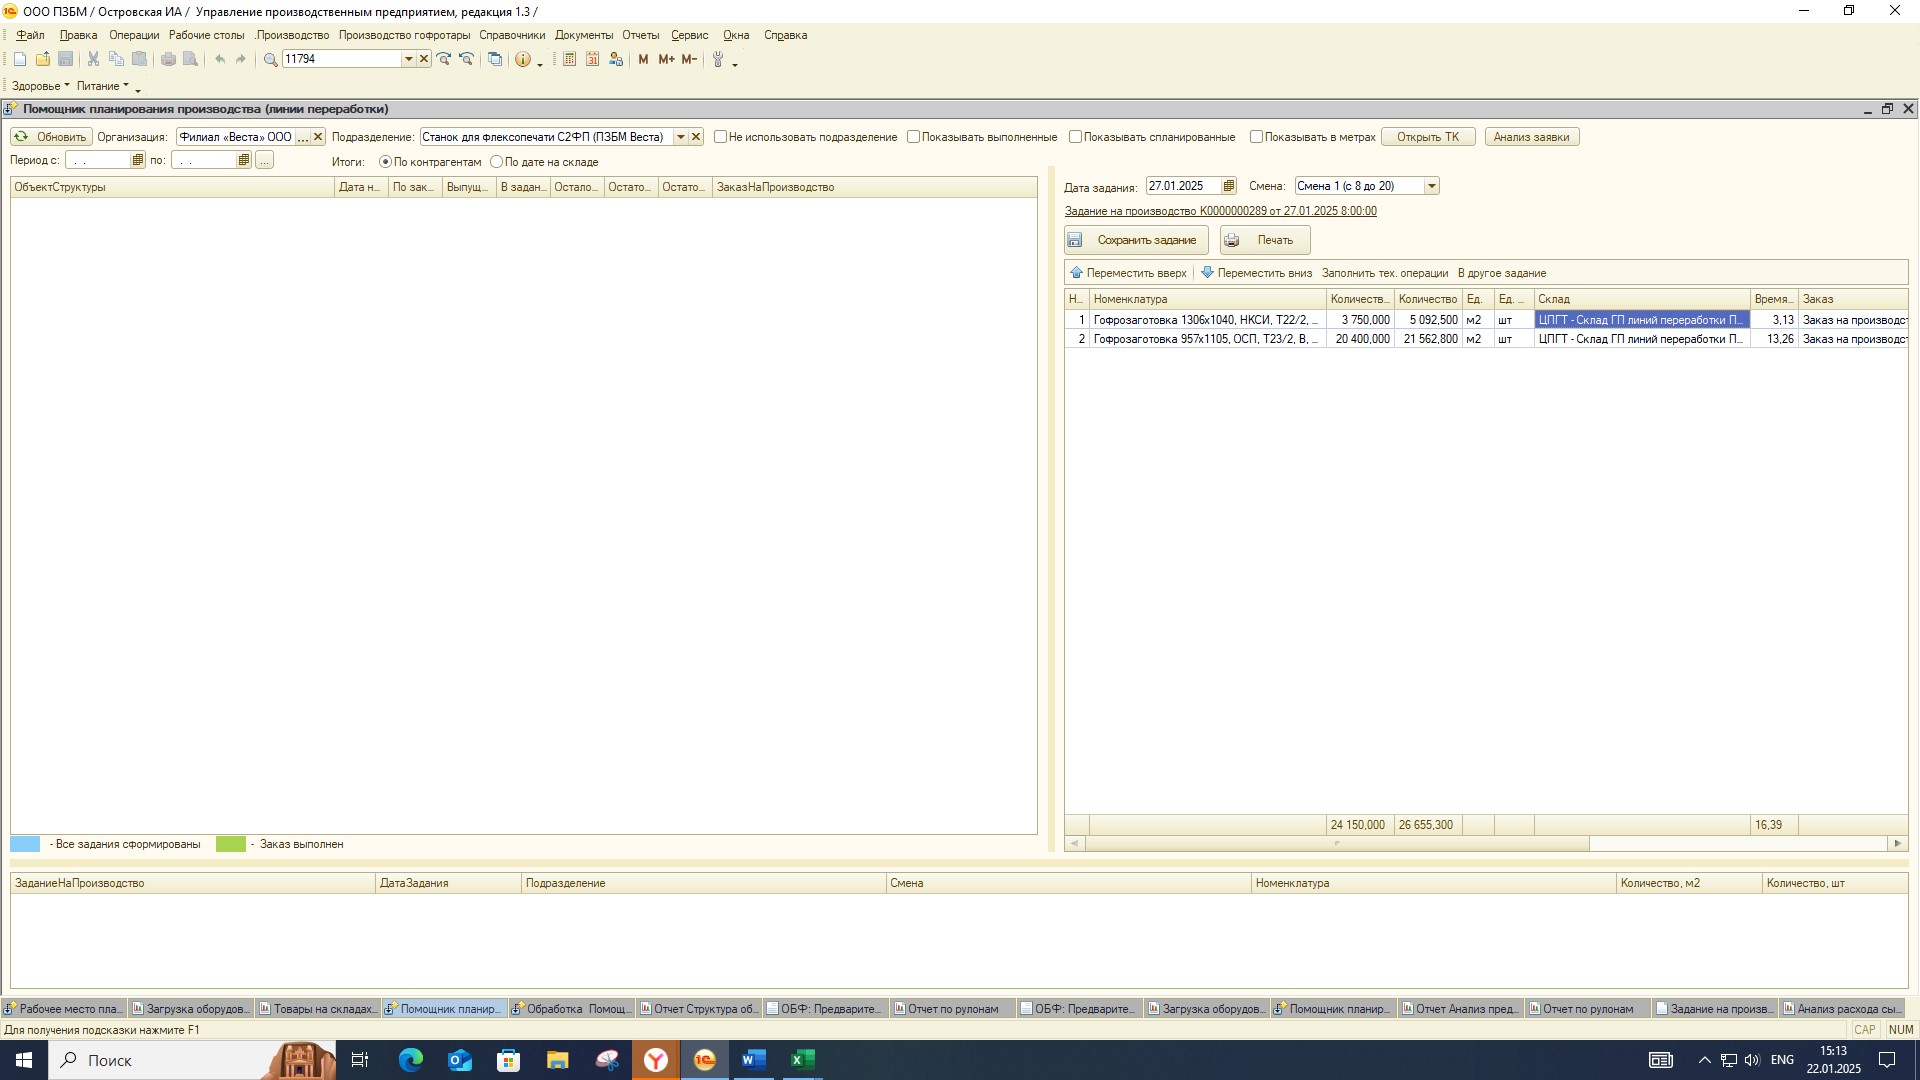 ООО ПЗБМ / Островская ИА / Управление производственным предприятием, редакция 1.3 /
Файл Правка Операции Рабочие столы .Производство Производство гофротары Справочники Документы Отчеты Сервис Окна Справка
11794 M M+ M-
Здоровье Питание
Помощник планирования производства (линии переработки)
Обновить Организация: Филиал «Веста» ООО ... Подразделение: Станок для флексопечати С2ФП (ПЗБМ Веста) Не использовать подразделение Показывать выполненные Показывать спланированные Показывать в метрах Открыть ТК Анализ заявки
Период с: . . по: . . ... Итоги: По контрагентам По дате на складе
ОбъектСтруктуры Дата н... По зак... Выпущ... В задан... Остало... Остато... Остато... ЗаказНаПроизводство
Дата задания: 27.01.2025 Смена: Смена 1 (с 8 до 20)
Задание на производство К0000000289 от 27.01.2025 8:00:00
Сохранить задание Печать
Переместить вверх Переместить вниз Заполнить тех. операции В другое задание
Н... Номенклатура Количеств... Количество Ед. Ед. ... Склад Время... Заказ
1 Гофрозаготовка 1306х1040, НКСИ, Т22/2, ... 3 750,000 5 092,500 м2 шт ЦПГТ - Склад ГП линий переработки П... 3,13 Заказ на производст
2 Гофрозаготовка 957х1105, ОСП, Т23/2, В, ... 20 400,000 21 562,800 м2 шт ЦПГТ - Склад ГП линий переработки П... 13,26 Заказ на производст
24 150,000 26 655,300 16,39
- Все задания сформированы - Заказ выполнен
ЗаданиеНаПроизводство ДатаЗадания Подразделение Смена Номенклатура Количество, м2 Количество, шт
Рабочее место пла... Загрузка оборудов... Товары на складах... Помощник планир... Обработка Помощ... Отчет Структура об... ОБФ: Предварите... Отчет по рулонам ОБФ: Предварите... Загрузка оборудов... Помощник планир... Отчет Анализ пред... Отчет по рулонам Задание на произв... Анализ расхода сы...
Для получения подсказки нажмите F1 CAP NUM
Поиск ENG 15:13
22.01.2025